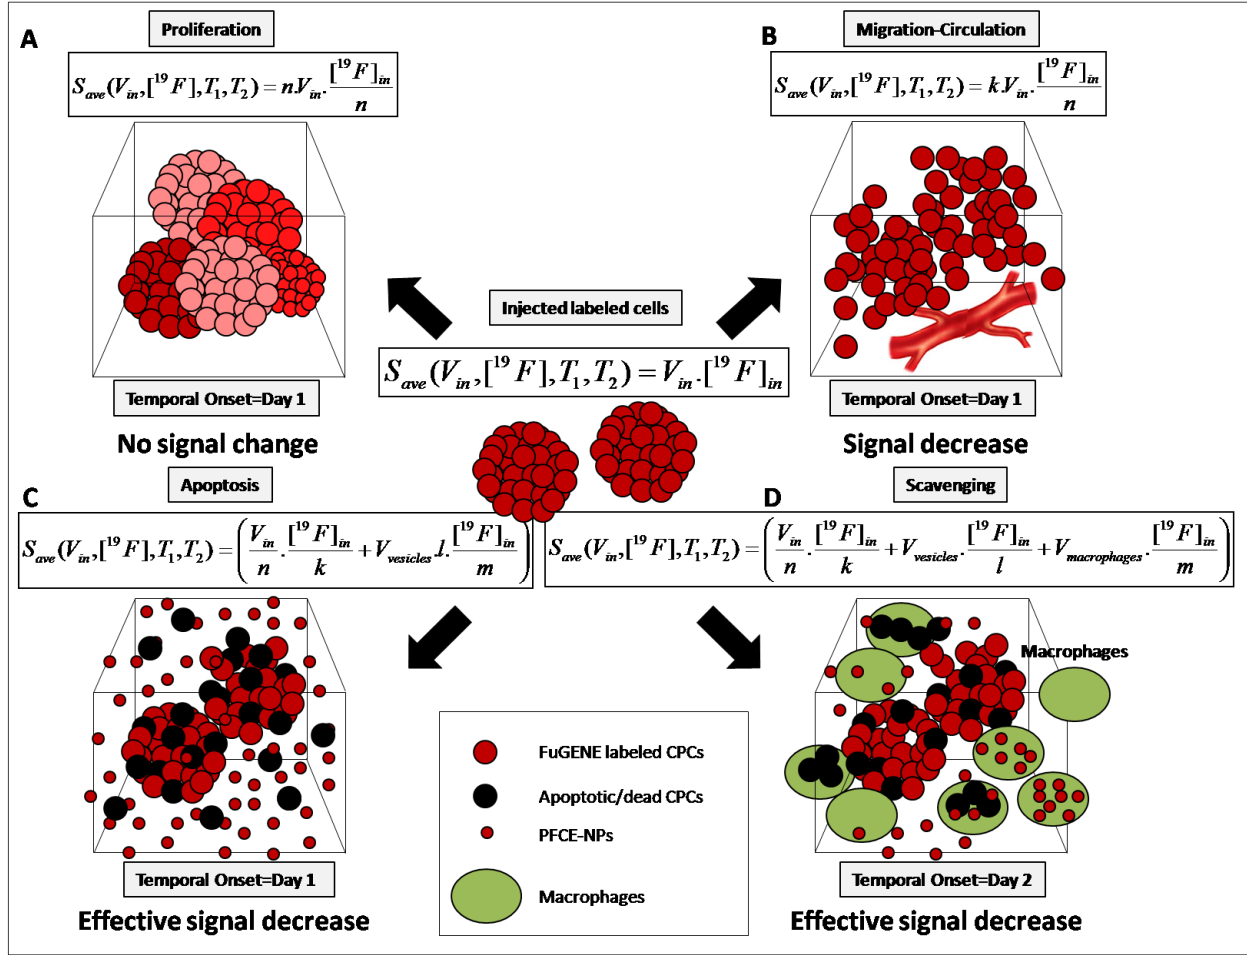 A
Proliferation
S_ave(V_in,[¹⁹F],T₁,T₂) = n.V_in.[¹⁹F]_in/n
Temporal Onset=Day 1
No signal change
B
Migration-Circulation
S_ave(V_in,[¹⁹F],T₁,T₂) = k.V_in.[¹⁹F]_in/n
Temporal Onset=Day 1
Signal decrease
Injected labeled cells
S_ave(V_in,[¹⁹F],T₁,T₂) = V_in.[¹⁹F]_in
C
Apoptosis
S_ave(V_in,[¹⁹F],T₁,T₂) = (V_in/n.[¹⁹F]_in/k + V_vesicles.l.[¹⁹F]_in/m)
Temporal Onset=Day 1
Effective signal decrease
D
Scavenging
S_ave(V_in,[¹⁹F],T₁,T₂) = (V_in/n.[¹⁹F]_in/k + V_vesicles.[¹⁹F]_in/l + V_macrophages.[¹⁹F]_in/m)
Macrophages
Temporal Onset=Day 2
Effective signal decrease
FuGENE labeled CPCs
Apoptotic/dead CPCs
PFCE-NPs
Macrophages